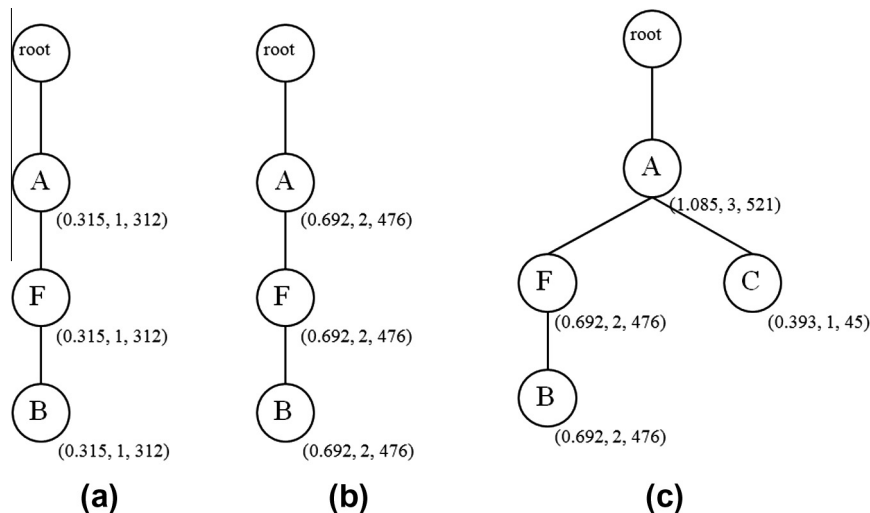 root
A
(0.315, 1, 312)
F
(0.315, 1, 312)
B
(0.315, 1, 312)
(a)
root
A
(0.692, 2, 476)
F
(0.692, 2, 476)
B
(0.692, 2, 476)
(b)
root
A
(1.085, 3, 521)
F
(0.692, 2, 476)
C
(0.393, 1, 45)
B
(0.692, 2, 476)
(c)